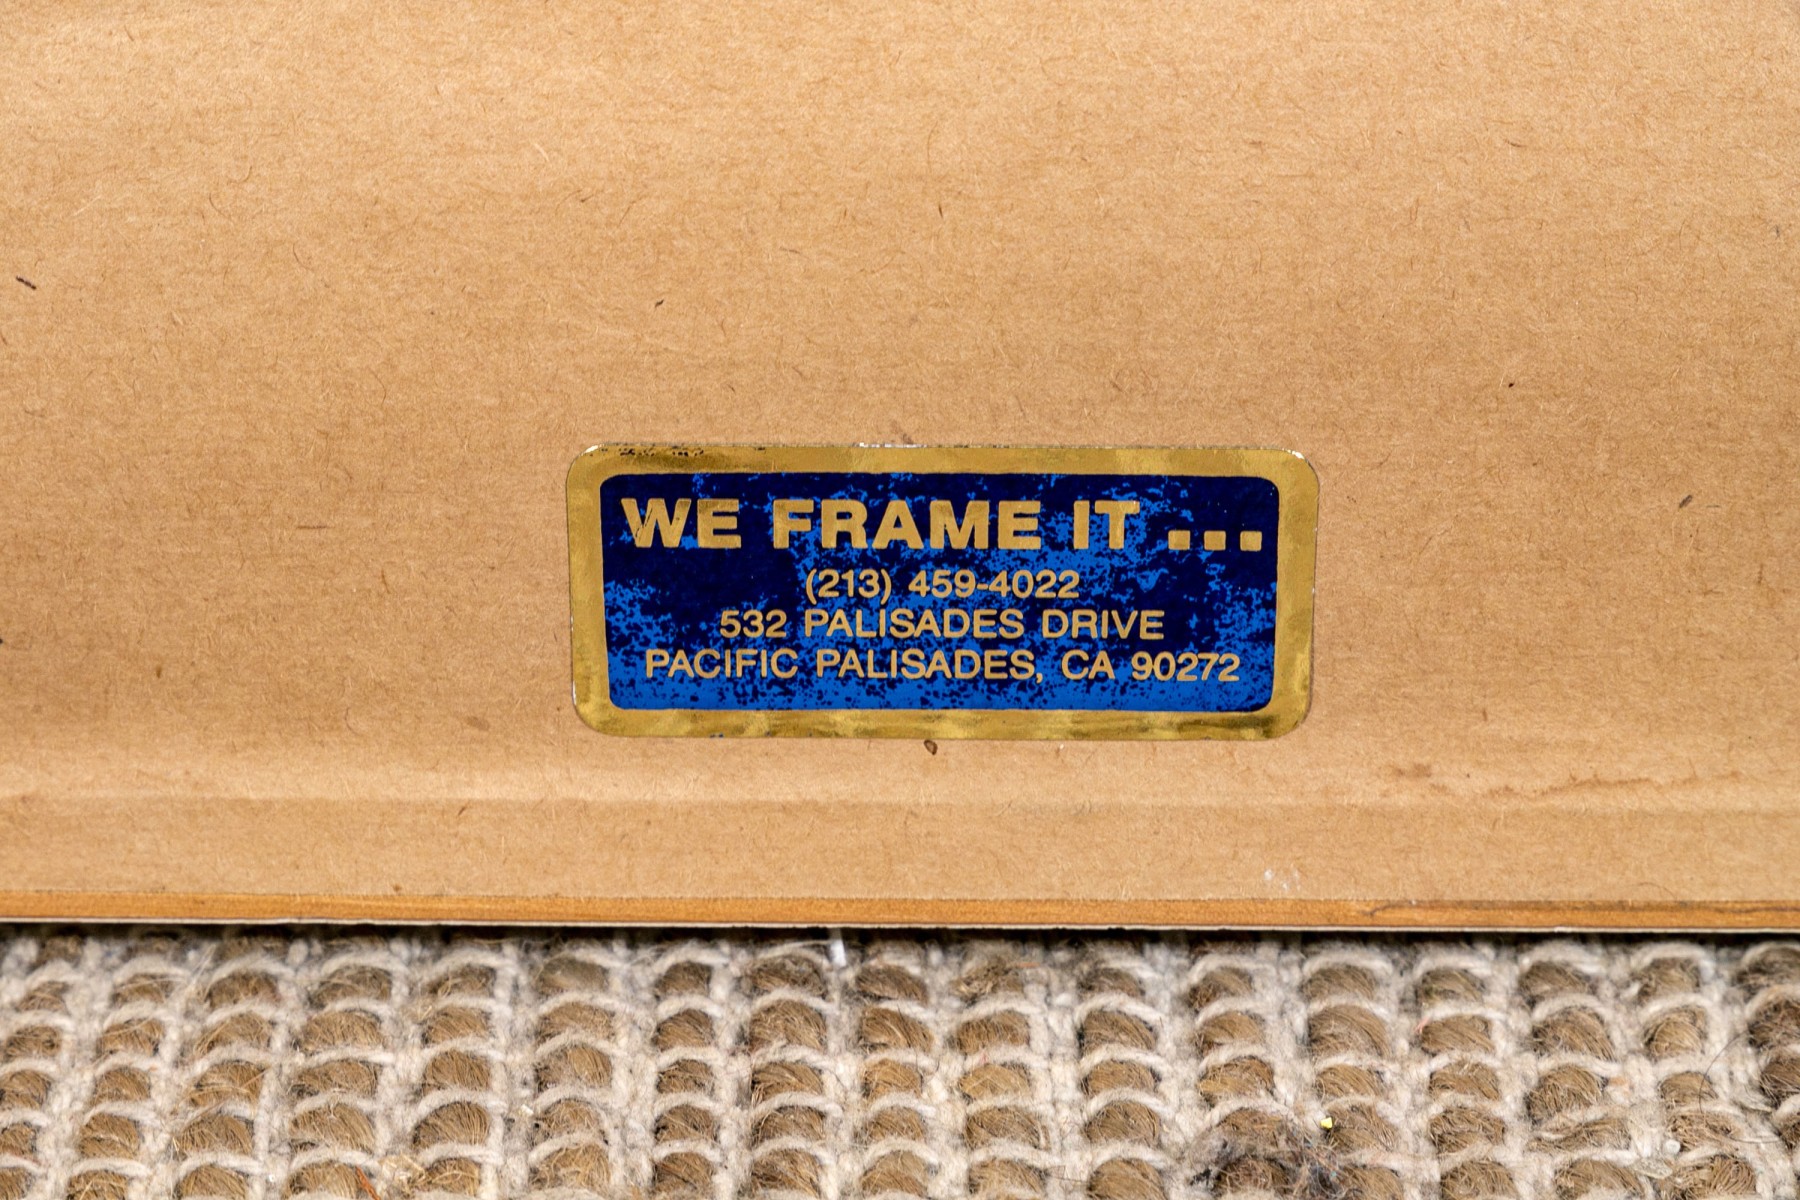 WE FRAME IT ...
(213) 459-4022
532 PALISADES DRIVE
PACIFIC PALISADES, CA 90272